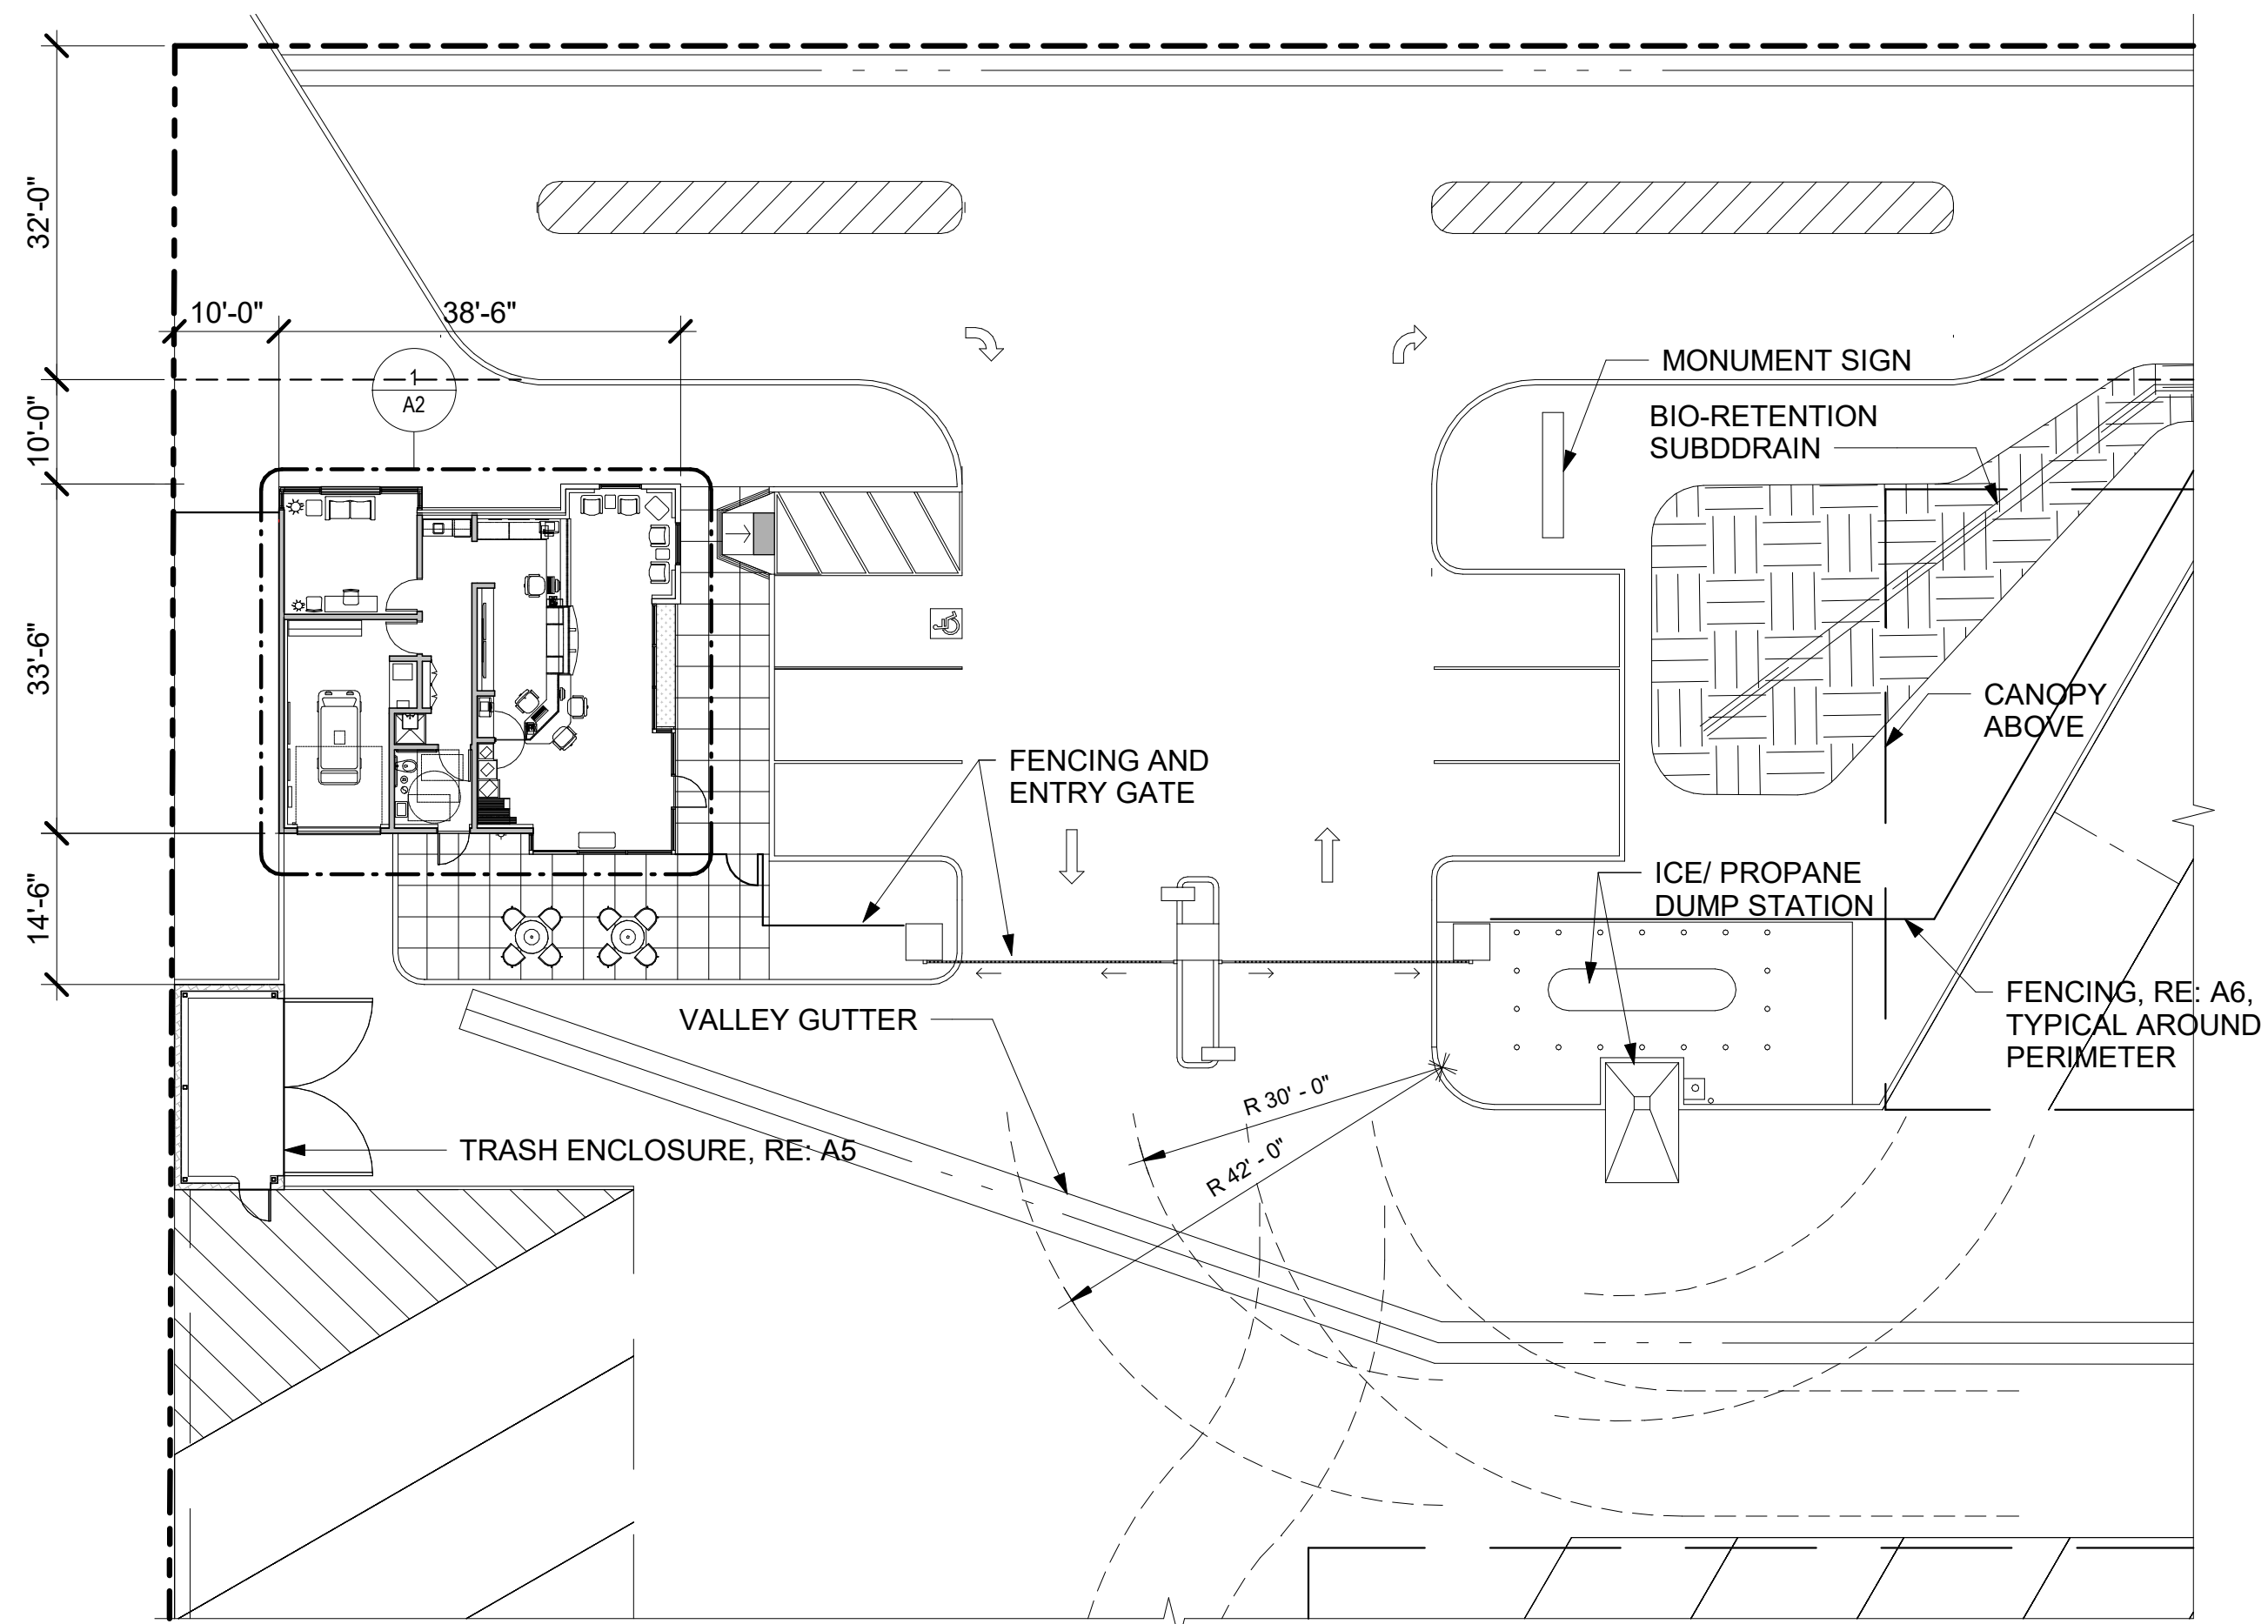 32'-0"
10'-0"
38'-6"
1
A2
MONUMENT SIGN
BIO-RETENTION
SUBDDRAIN
10'-0"
33'-6"
CANOPY
ABOVE
FENCING AND
ENTRY GATE
14'-6"
ICE/ PROPANE
DUMP STATION
FENCING, RE: A6,
TYPICAL AROUND
PERIMETER
VALLEY GUTTER
R 30' - 0"
R 42' - 0"
TRASH ENCLOSURE, RE: A5